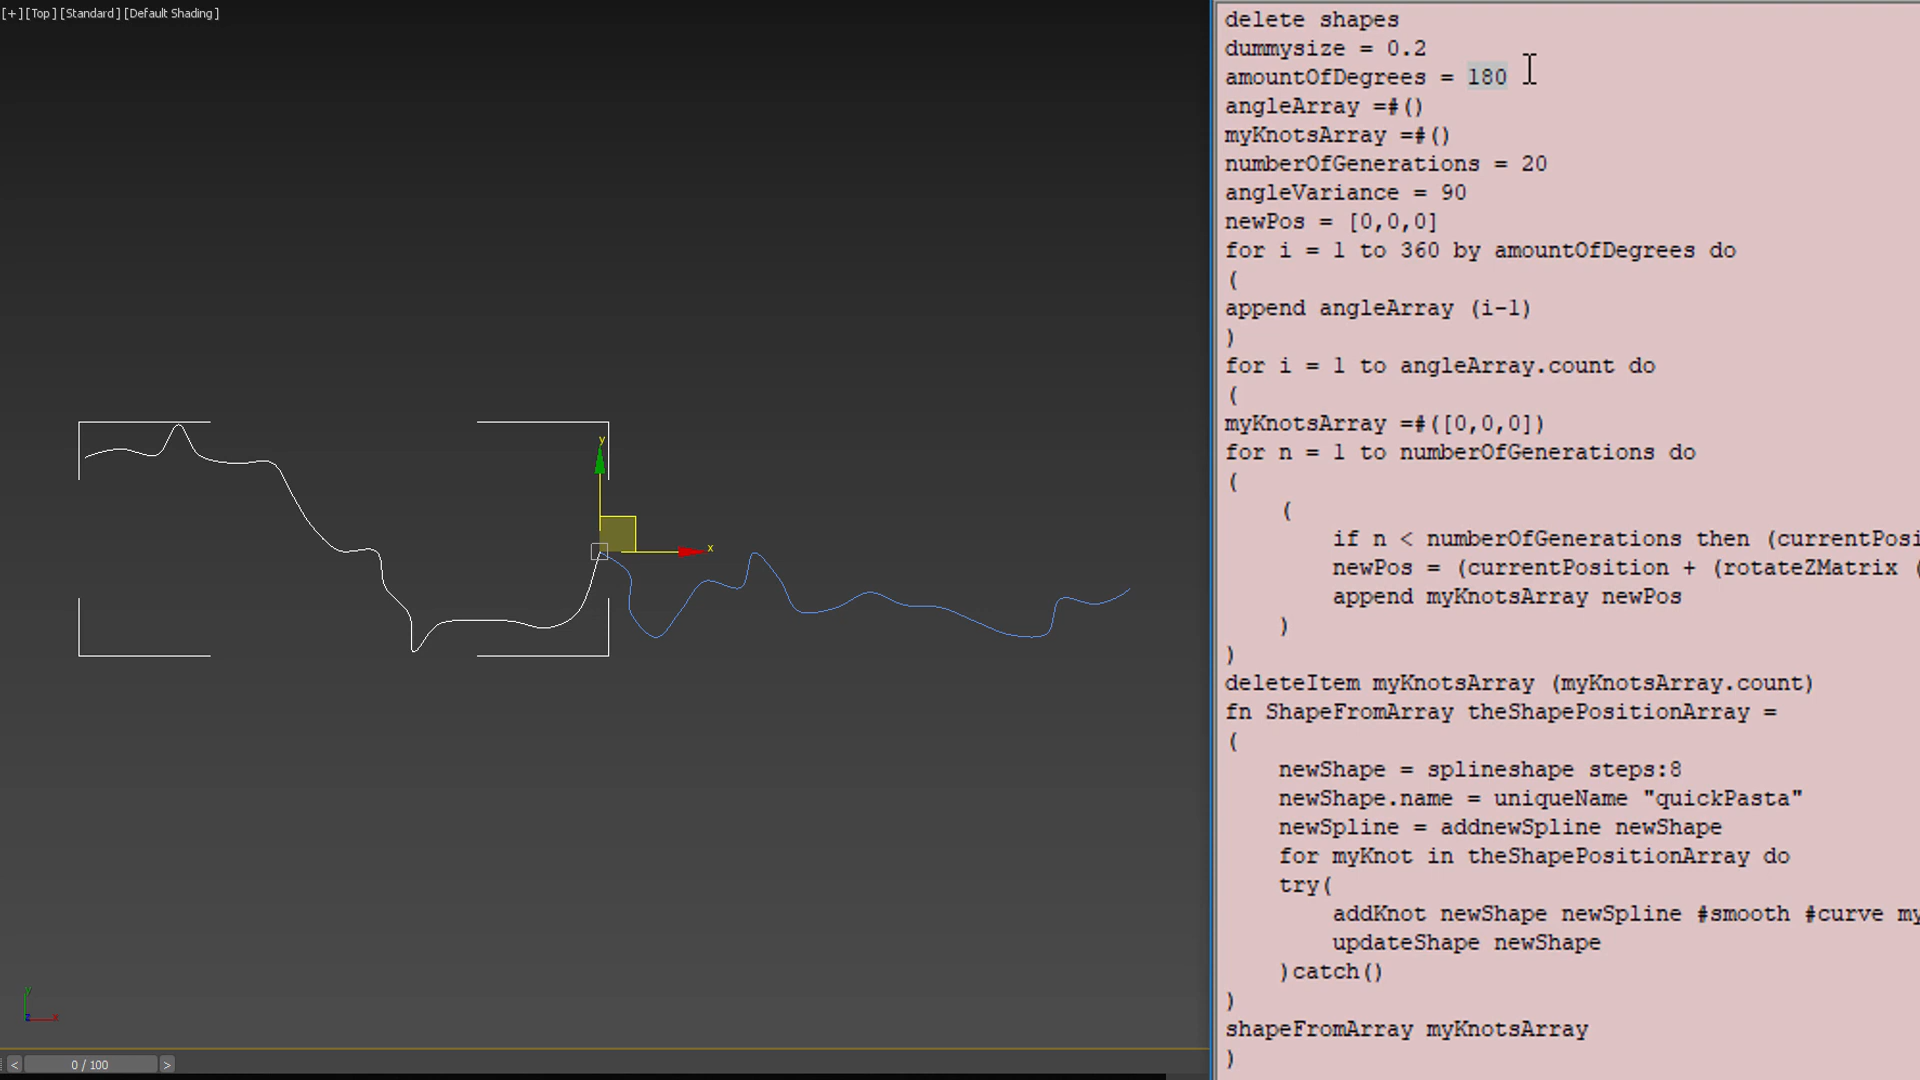 [+] [Top] [Standard] [Default Shading]
delete shapes
dummysize = 0.2
amountOfDegrees = 180
angleArray =#()
myKnotsArray =#()
numberOfGenerations = 20
angleVariance = 90
newPos = [0,0,0]
for i = 1 to 360 by amountOfDegrees do
(
append angleArray (i-1)
)
for i = 1 to angleArray.count do
(
myKnotsArray =#([0,0,0])
for n = 1 to numberOfGenerations do
(
(
if n < numberOfGenerations then (currentPosi
newPos = (currentPosition + (rotateZMatrix (
append myKnotsArray newPos
)
)
deleteItem myKnotsArray (myKnotsArray.count)
fn ShapeFromArray theShapePositionArray =
(
newShape = splineshape steps:8
newShape.name = uniqueName "quickPasta"
newSpline = addnewSpline newShape
for myKnot in theShapePositionArray do
try(
addKnot newShape newSpline #smooth #curve my
updateShape newShape
)catch()
)
shapeFromArray myKnotsArray
)
y
x
y
z x
< 0 / 100 >